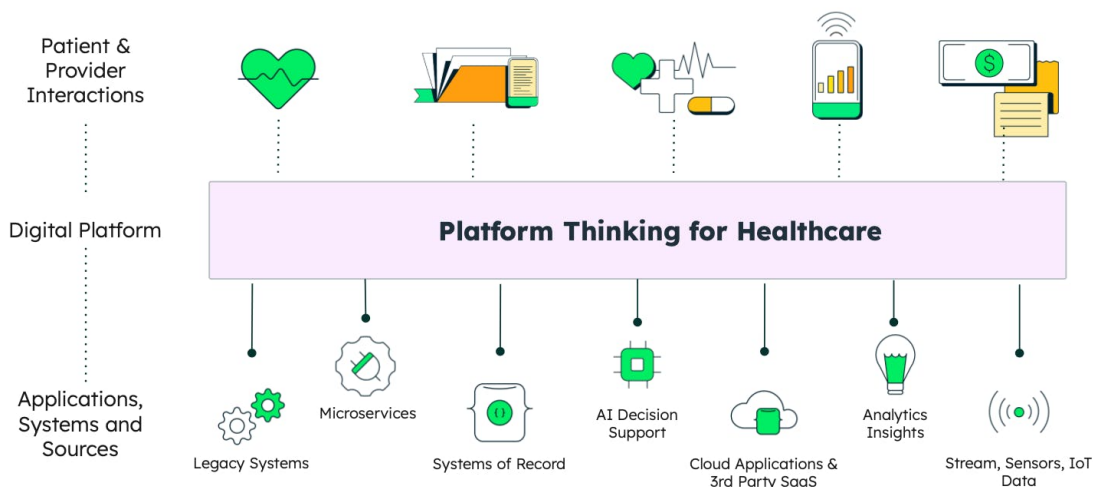 Patient &
Provider
Interactions
$
Digital Platform
Platform Thinking for Healthcare
Applications,
Systems and
Sources
Legacy Systems
Microservices
{}
Systems of Record
AI Decision
Support
Cloud Applications &
3rd Party SaaS
Analytics
Insights
Stream, Sensors, IoT
Data